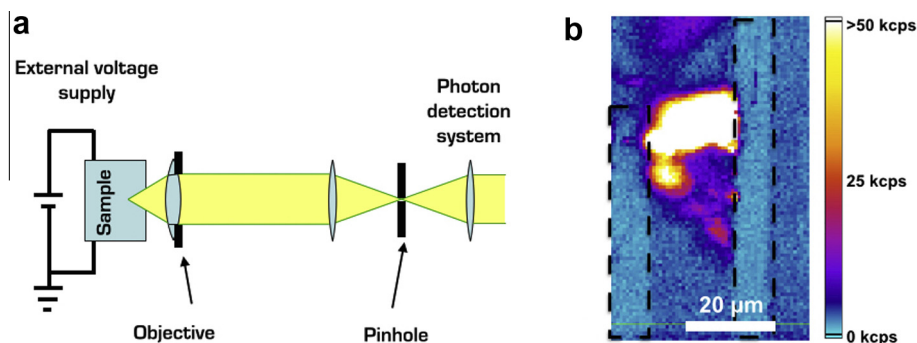 a
External voltage
supply
Sample
Photon
detection
system
Objective
Pinhole
b
>50 kcps
25 kcps
0 kcps
20 µm